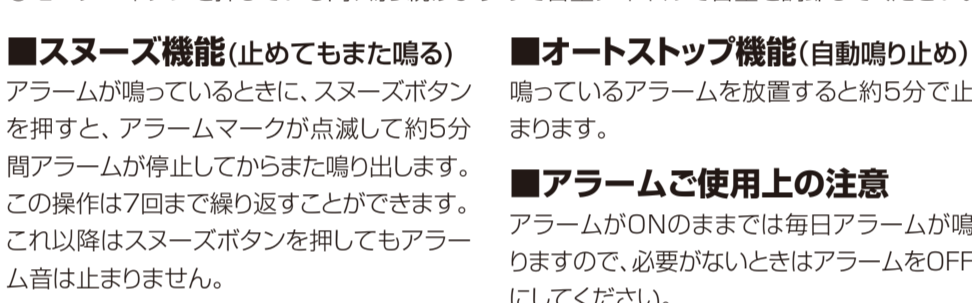 ■スヌーズ機能(止めてもまた鳴る)
アラームが鳴っているときに、スヌーズボタン
を押すと、アラームマークが点滅して約5分
間アラームが停止してからまた鳴り出します。
この操作は7回まで繰り返すことができます。
これ以降はスヌーズボタンを押してもアラー
ム音は止まりません。
■オートストップ機能(自動鳴り止め)
鳴っているアラームを放置すると約5分で止
まります。
■アラームご使用上の注意
アラームがONのままでは毎日アラームが鳴
りますので、必要がないときはアラームをOFF
にしてください。